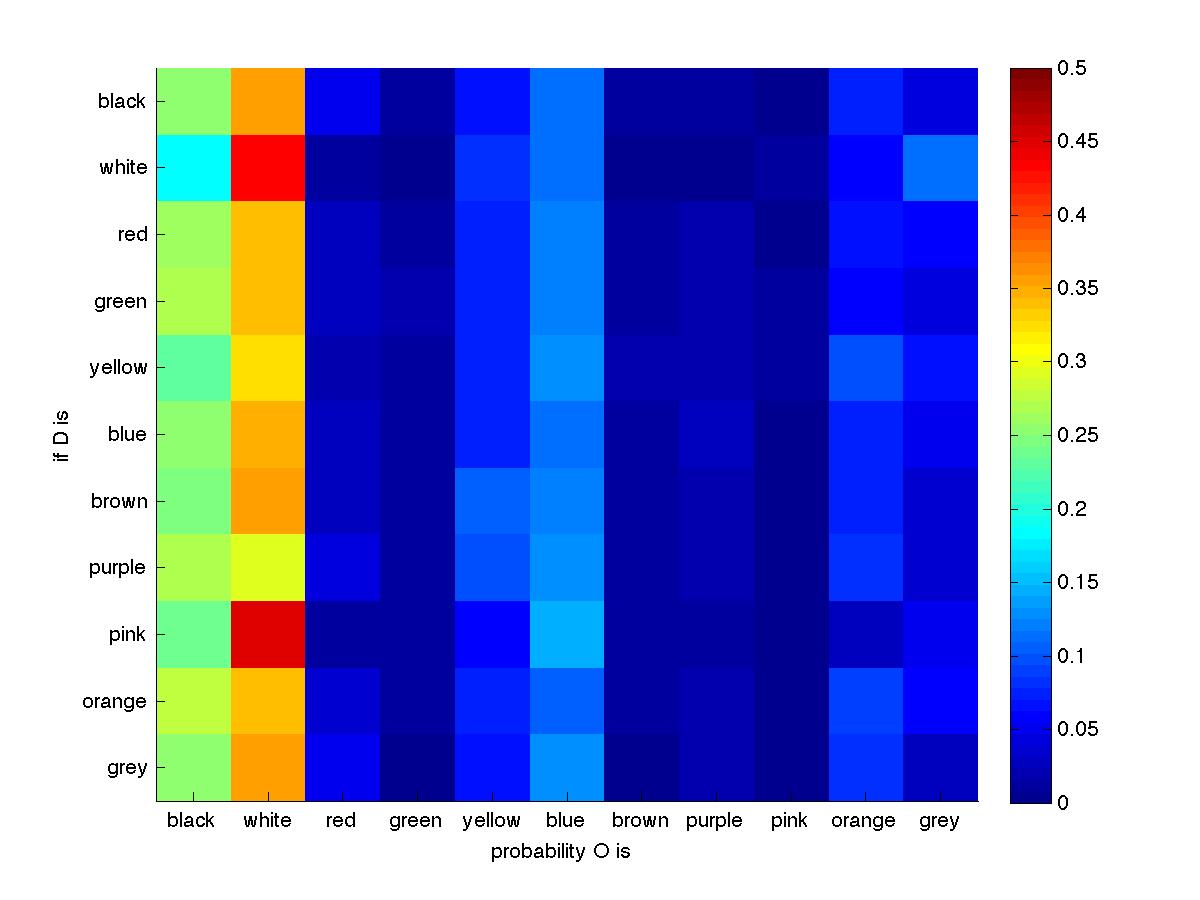 black
white
red
green
yellow
blue
brown
purple
pink
orange
grey
if D is
black white red green yellow blue brown purple pink orange grey
probability O is
0.5
0.45
0.4
0.35
0.3
0.25
0.2
0.15
0.1
0.05
0